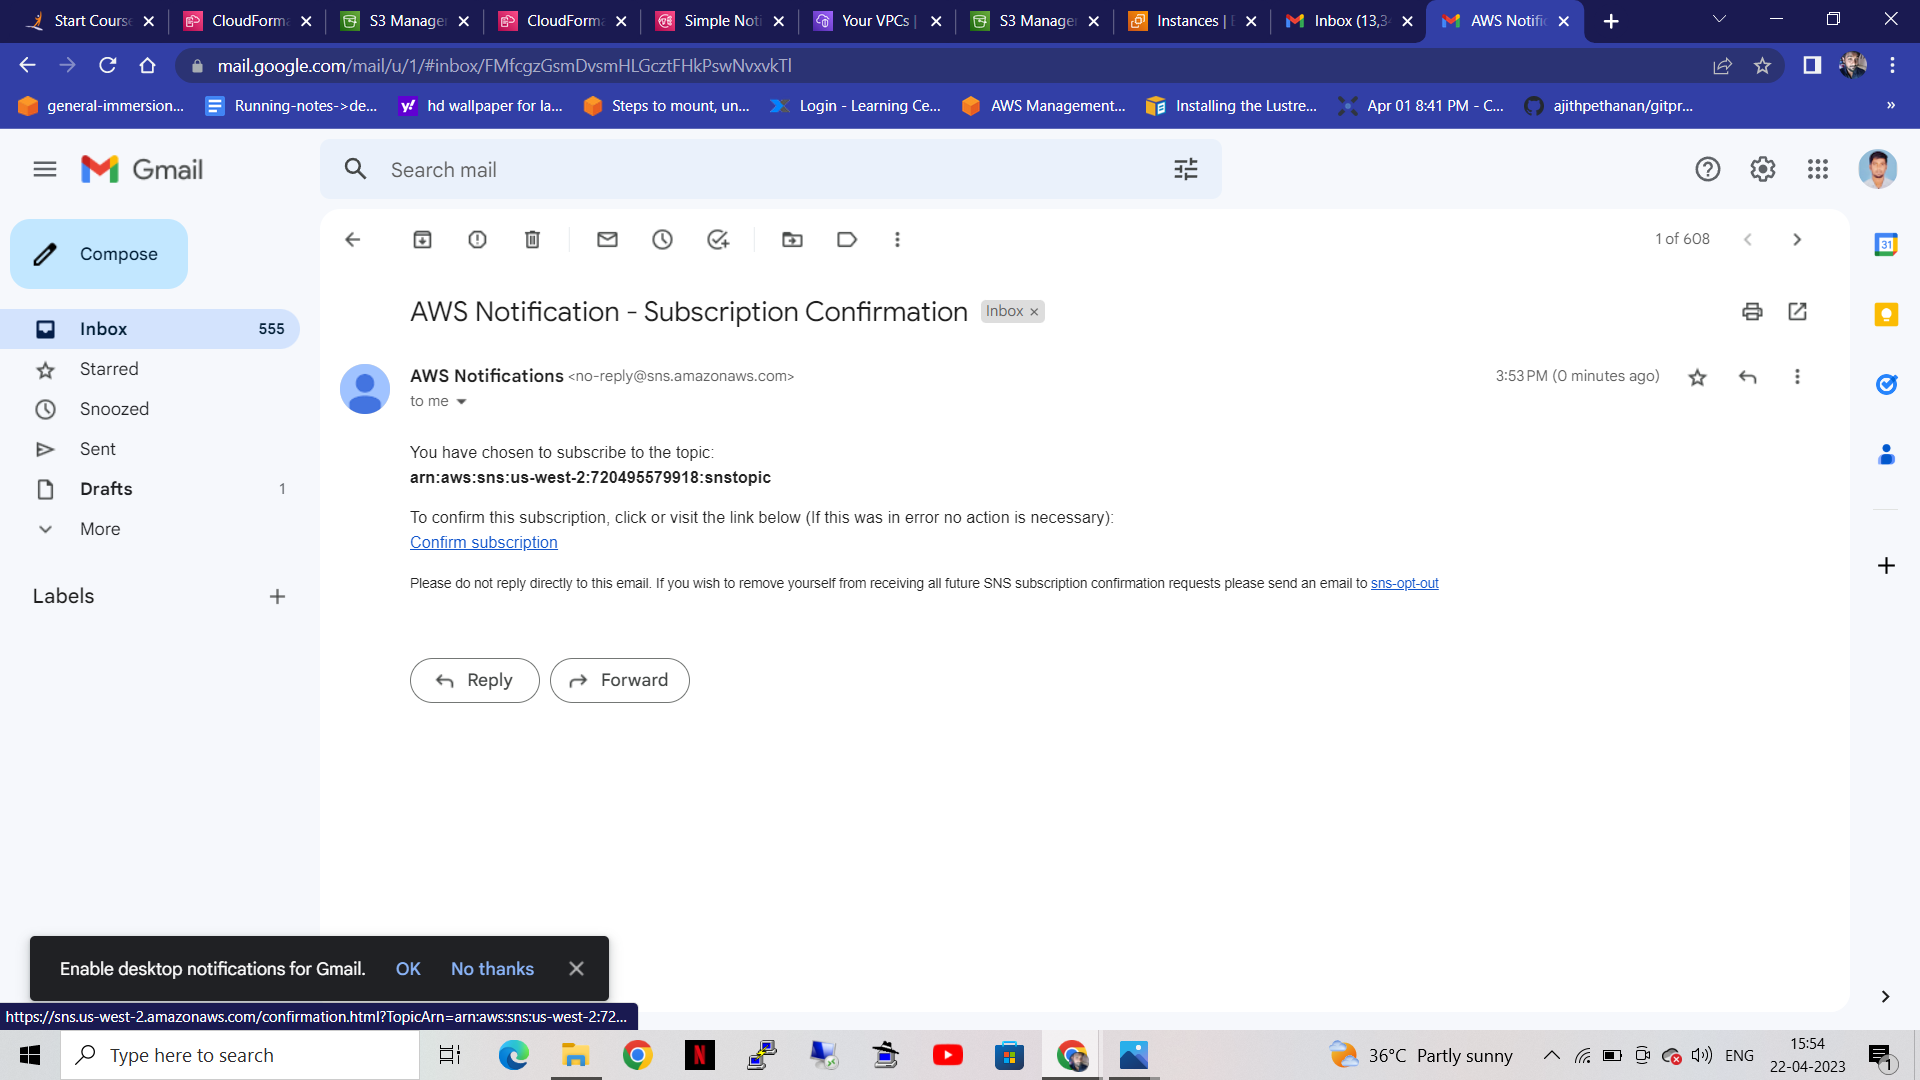 Start Course
CloudForma
S3 Manager
CloudForma
Simple Noti
Your VPCs |
S3 Manager
Instances | E
Inbox (13,3
AWS Notific
mail.google.com/mail/u/1/#inbox/FMfcgzGsmDvsmHLGcztFHkPswNvxvkTl
general-immersion...
Running-notes->de...
hd wallpaper for la...
Steps to mount, un...
Login - Learning Ce...
AWS Management...
Installing the Lustre...
Apr 01 8:41 PM - C...
ajithpethanan/gitpr...
»
Gmail
Search mail
Compose
1 of 608
Inbox 555
Starred
Snoozed
Sent
Drafts 1
More
Labels
AWS Notification - Subscription Confirmation Inbox ×
AWS Notifications <no-reply@sns.amazonaws.com>
3:53 PM (0 minutes ago)
to me
You have chosen to subscribe to the topic:
arn:aws:sns:us-west-2:720495579918:snstopic
To confirm this subscription, click or visit the link below (If this was in error no action is necessary):
Confirm subscription
Please do not reply directly to this email. If you wish to remove yourself from receiving all future SNS subscription confirmation requests please send an email to sns-opt-out
Reply
Forward
31
Enable desktop notifications for Gmail. OK No thanks
https://sns.us-west-2.amazonaws.com/confirmation.html?TopicArn=arn:aws:sns:us-west-2:72...
Type here to search
N
36°C Partly sunny
ENG
15:54
22-04-2023
1